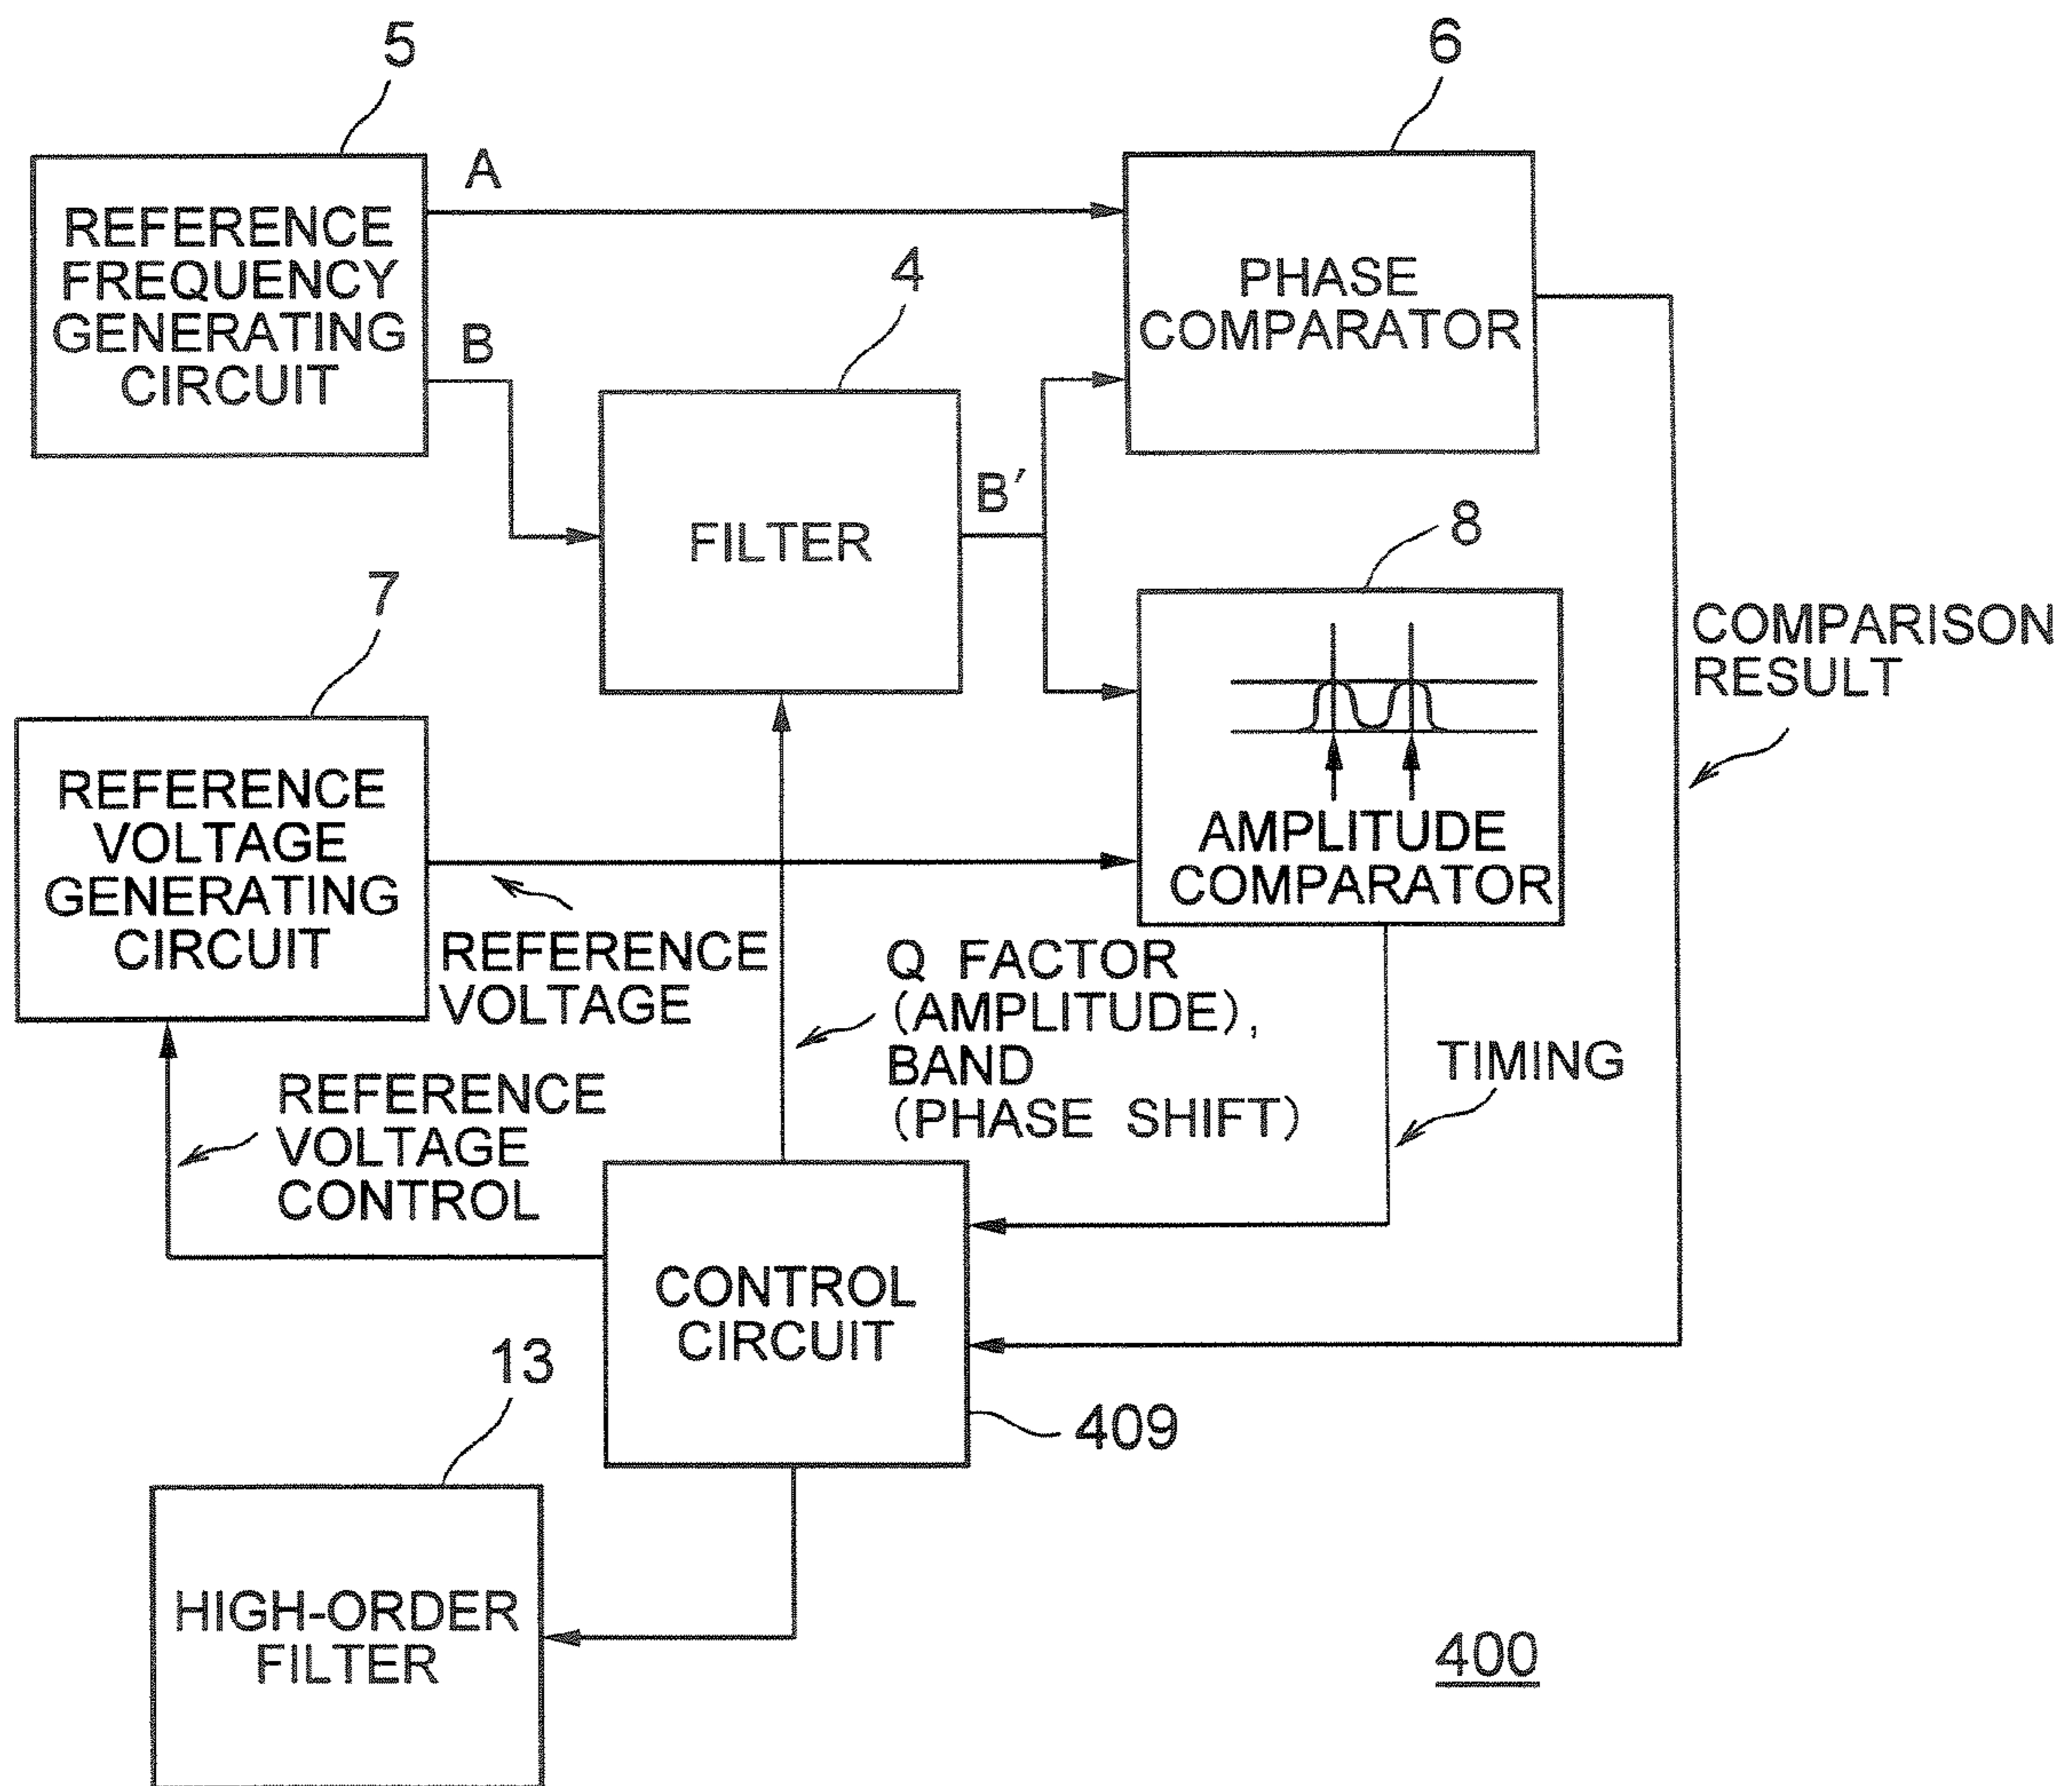 5
6
A
REFERENCE
FREQUENCY
GENERATING
CIRCUIT
PHASE
COMPARATOR
4
B
FILTER
B′
8
7
COMPARISON
RESULT
REFERENCE
VOLTAGE
GENERATING
CIRCUIT
AMPLITUDE
COMPARATOR
REFERENCE
VOLTAGE
Q FACTOR
(AMPLITUDE),
BAND
(PHASE SHIFT)
TIMING
REFERENCE
VOLTAGE
CONTROL
CONTROL
CIRCUIT
13
409
HIGH-ORDER
FILTER
400